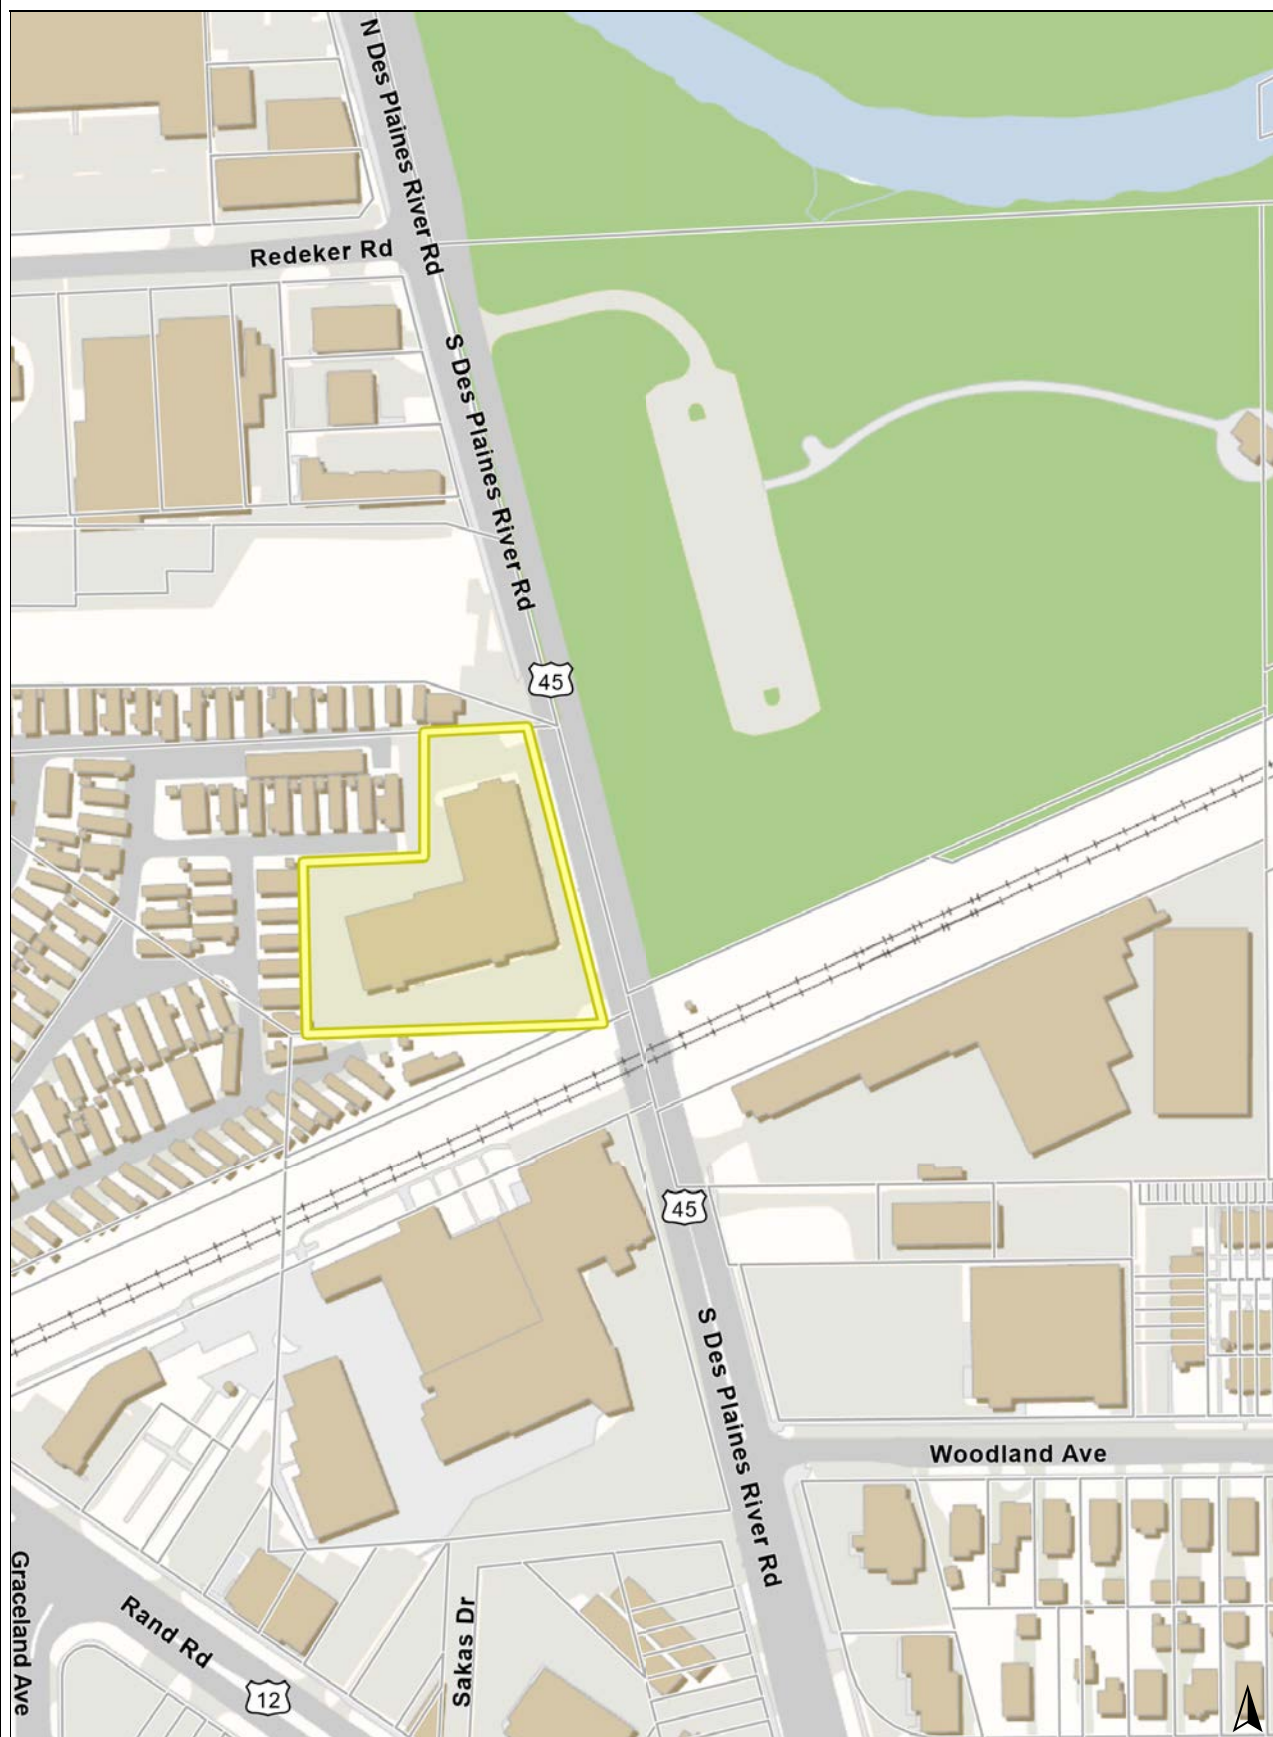 N Des Plaines River Rd
Redeker Rd
S Des Plaines River Rd
45
45
S Des Plaines River Rd
Woodland Ave
Graceland Ave
Rand Rd
Sakas Dr
12